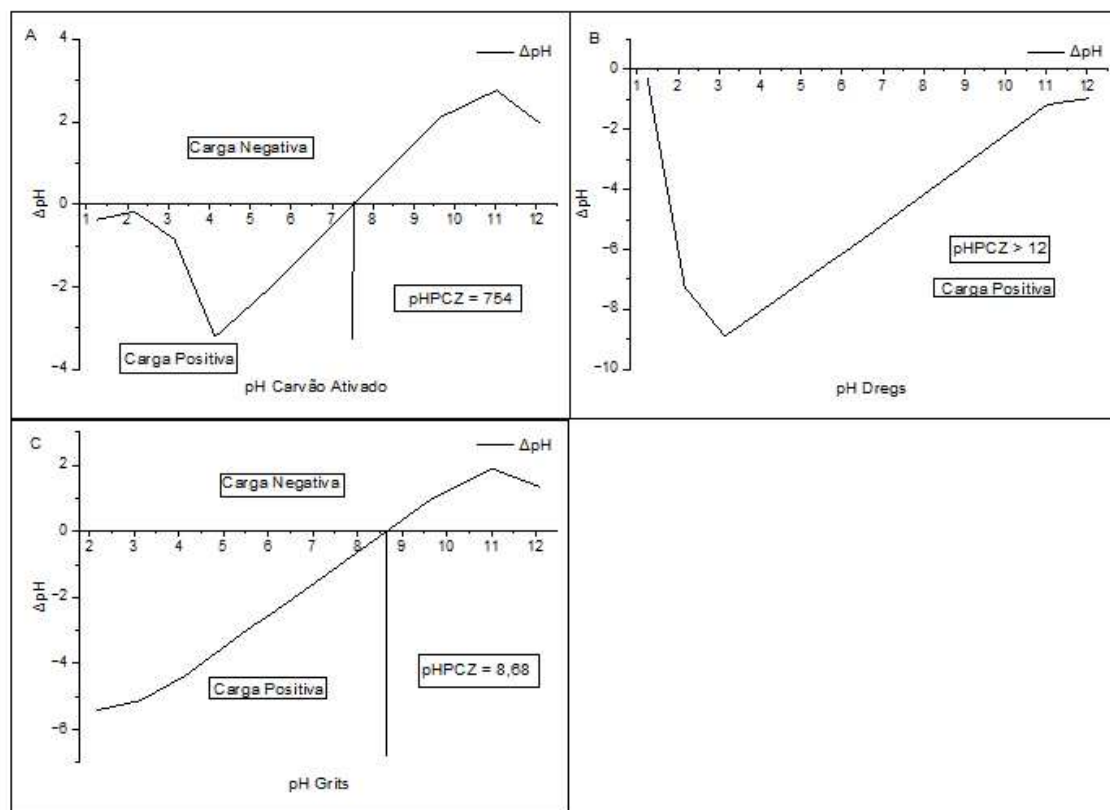 A
4
ΔpH
2
Carga Negativa
ΔpH
0
1 2 3 4 5 6 7 8 9 10 11 12
−2
pHPCZ = 754
Carga Positiva
−4
pH Carvão Ativado
B
ΔpH
0
1 2 3 4 5 6 7 8 9 10 11 12
−2
−4
ΔpH
−6
pHPCZ > 12
Carga Positiva
−8
−10
pH Dregs
C
ΔpH
2
Carga Negativa
0
2 3 4 5 6 7 8 9 10 11 12
ΔpH
−2
−4
pHPCZ = 8,68
Carga Positiva
−6
pH Grits